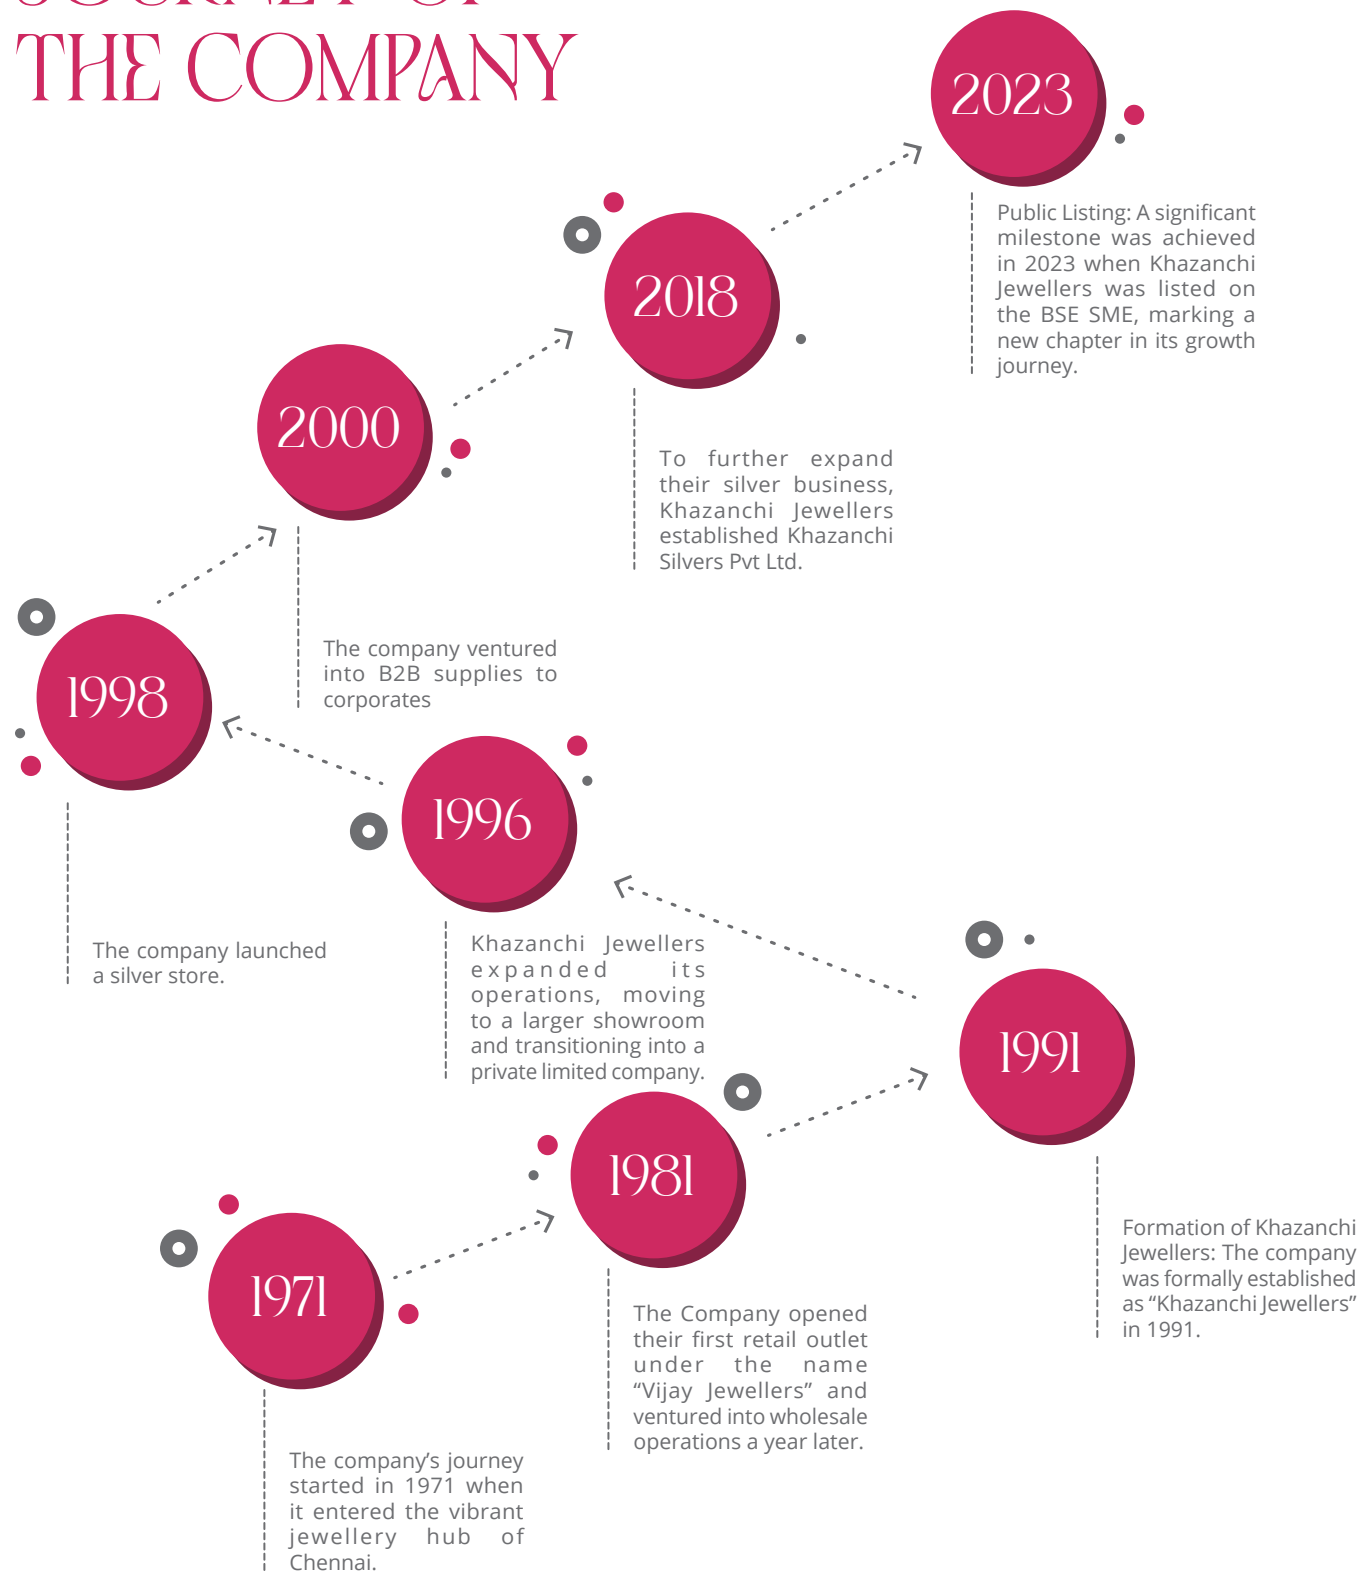 JOURNEY OF
THE COMPANY
2023
Public Listing: A significant
milestone was achieved
in 2023 when Khazanchi
Jewellers was listed on
the BSE SME, marking a
new chapter in its growth
journey.
2018
To further expand
their silver business,
Khazanchi Jewellers
established Khazanchi
Silvers Pvt Ltd.
2000
The company ventured
into B2B supplies to
corporates
1998
The company launched
a silver store.
1996
Khazanchi Jewellers
expanded its
operations, moving
to a larger showroom
and transitioning into a
private limited company.
1991
Formation of Khazanchi
Jewellers: The company
was formally established
as “Khazanchi Jewellers”
in 1991.
1981
The Company opened
their first retail outlet
under the name
“Vijay Jewellers” and
ventured into wholesale
operations a year later.
1971
The company’s journey
started in 1971 when
it entered the vibrant
jewellery hub of
Chennai.